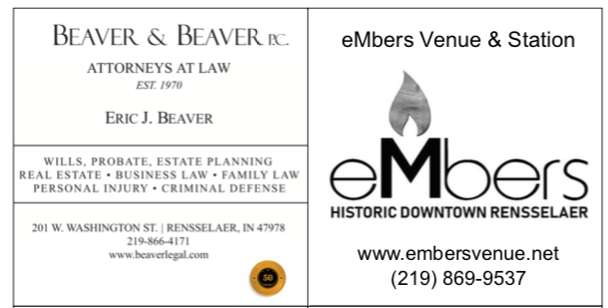 BEAVER & BEAVER P.C.
ATTORNEYS AT LAW
EST. 1970
ERIC J. BEAVER
WILLS, PROBATE, ESTATE PLANNING
REAL ESTATE • BUSINESS LAW • FAMILY LAW
PERSONAL INJURY • CRIMINAL DEFENSE
201 W. WASHINGTON ST. | RENSSELAER, IN 47978
219-866-4171
www.beaverlegal.com
50
eMbers Venue & Station
eMbers
HISTORIC DOWNTOWN RENSSELAER
www.embersvenue.net
(219) 869-9537